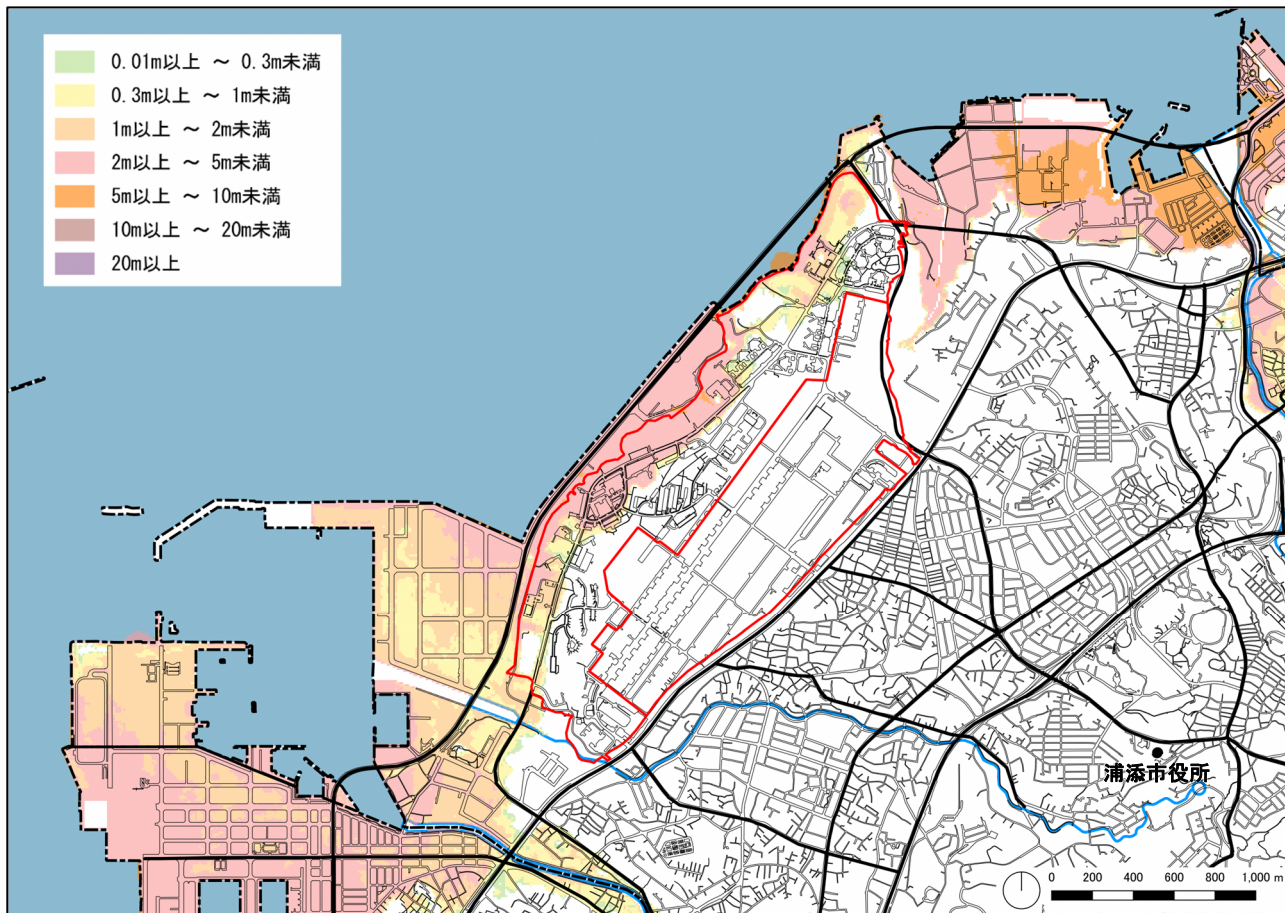 0.01m以上 ～ 0.3m未満
0.3m以上 ～ 1m未満
1m以上 ～ 2m未満
2m以上 ～ 5m未満
5m以上 ～ 10m未満
10m以上 ～ 20m未満
20m以上
浦添市役所
0 200 400 600 800 1,000 m